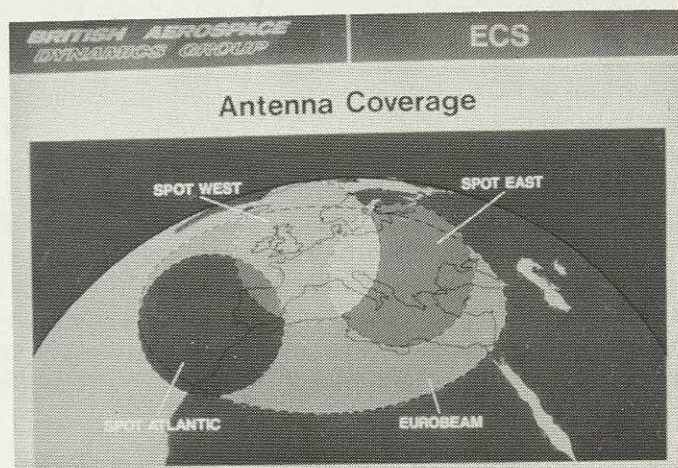 BRITISH AEROSPACE
DYNAMICS GROUP
ECS
Antenna Coverage
SPOT WEST
SPOT EAST
SPOT ATLANTIC
EUROBEAM